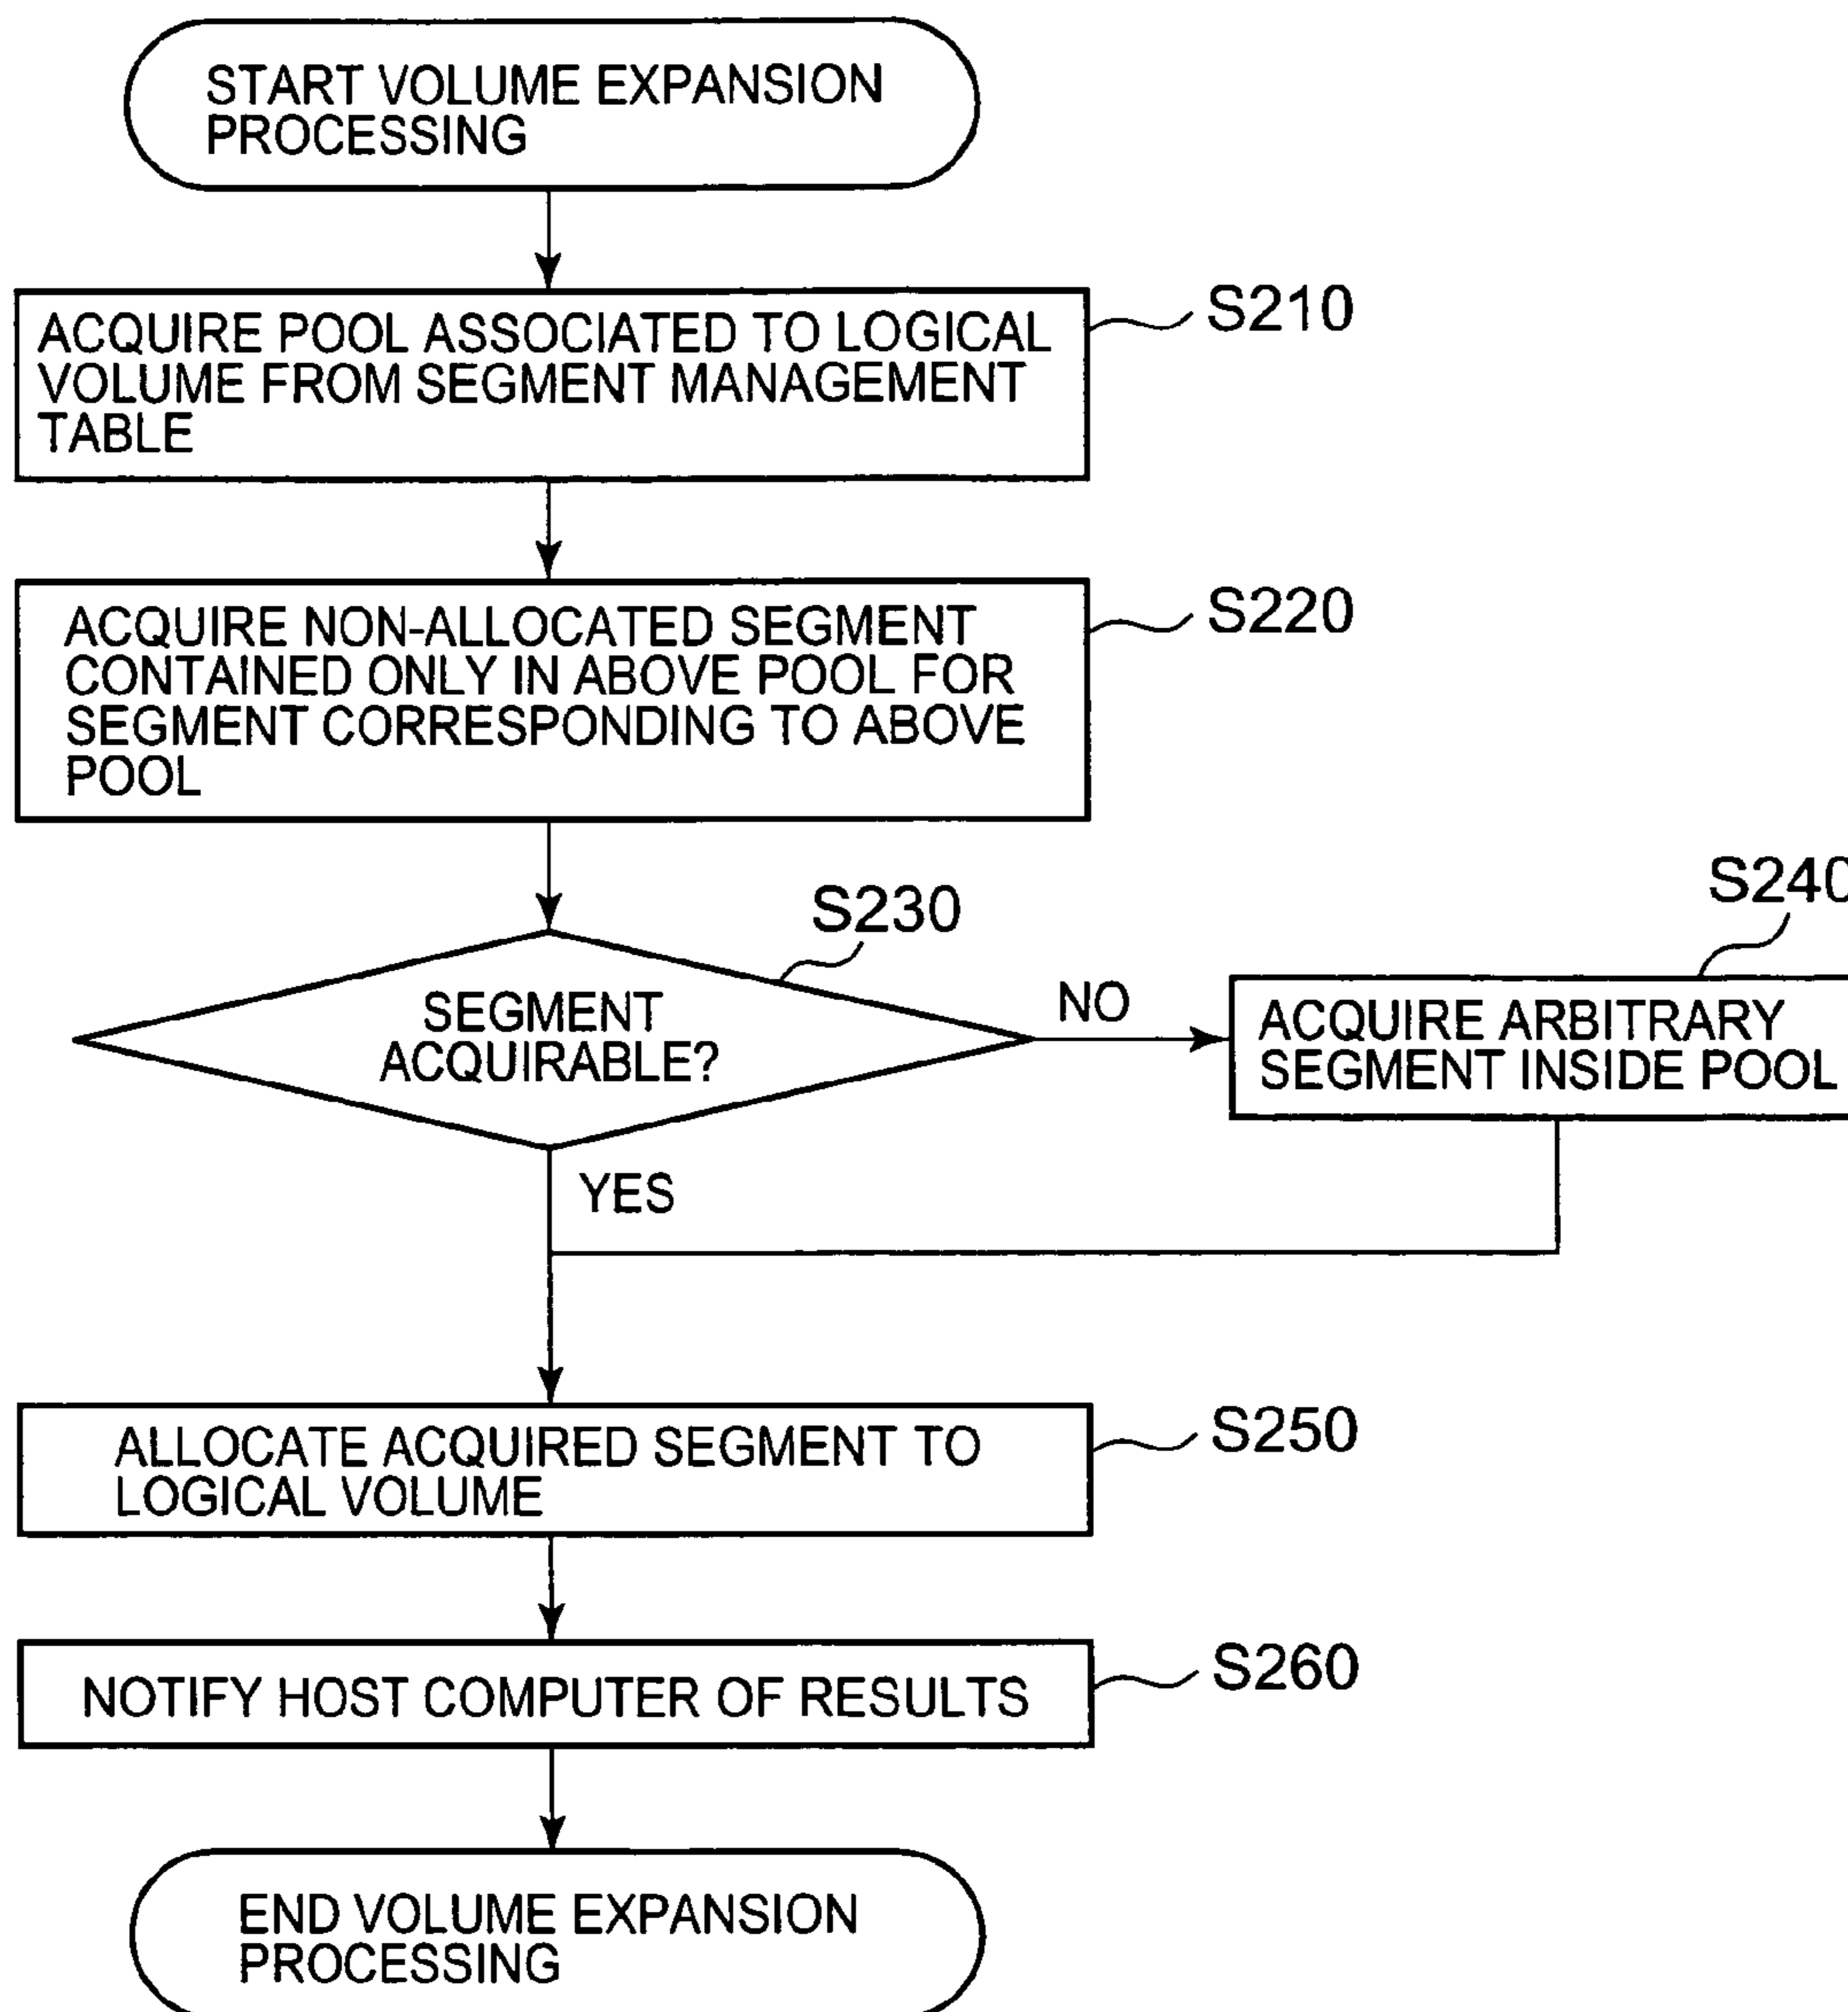 START VOLUME EXPANSION
PROCESSING
ACQUIRE POOL ASSOCIATED TO LOGICAL
VOLUME FROM SEGMENT MANAGEMENT
TABLE
S210
ACQUIRE NON-ALLOCATED SEGMENT
CONTAINED ONLY IN ABOVE POOL FOR
SEGMENT CORRESPONDING TO ABOVE
POOL
S220
SEGMENT
ACQUIRABLE?
S230
NO
S240
ACQUIRE ARBITRARY
SEGMENT INSIDE POOL
YES
ALLOCATE ACQUIRED SEGMENT TO
LOGICAL VOLUME
S250
NOTIFY HOST COMPUTER OF RESULTS
S260
END VOLUME EXPANSION
PROCESSING